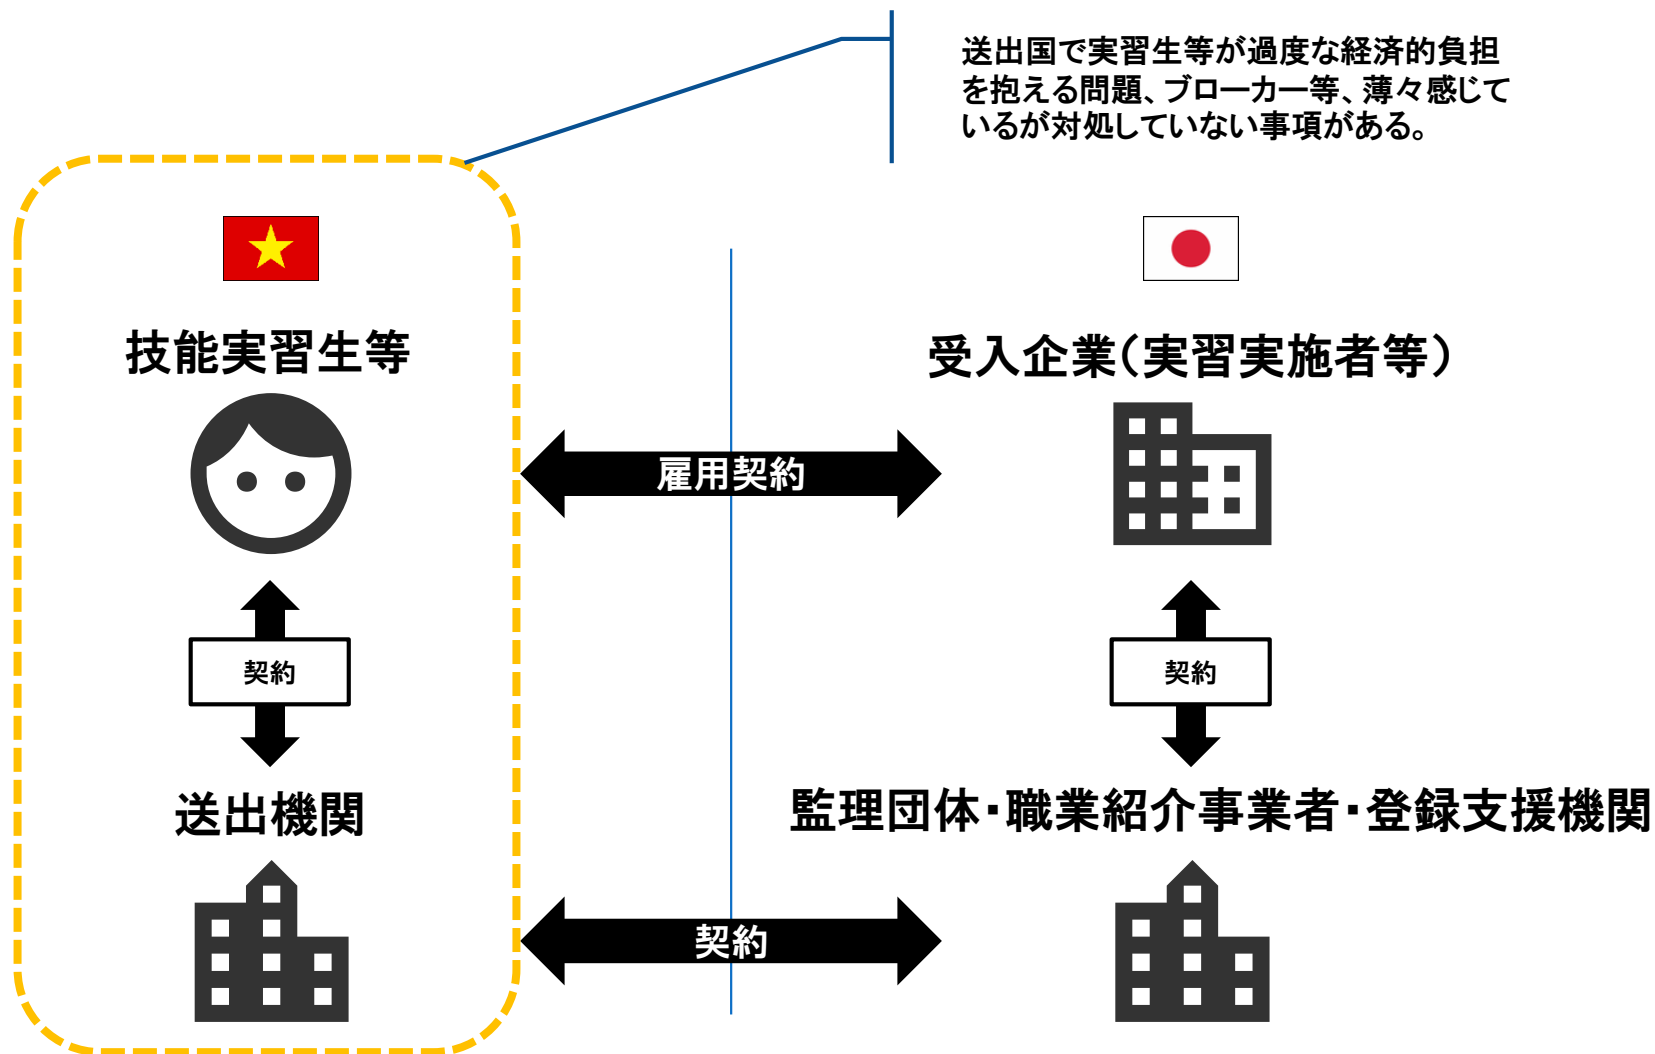 送出国で実習生等が過度な経済的負担
を抱える問題、ブローカー等、薄々感じて
いるが対処していない事項がある。
技能実習生等
受入企業（実習実施者等）
雇用契約
契約
契約
送出機関
監理団体・職業紹介事業者・登録支援機関
契約